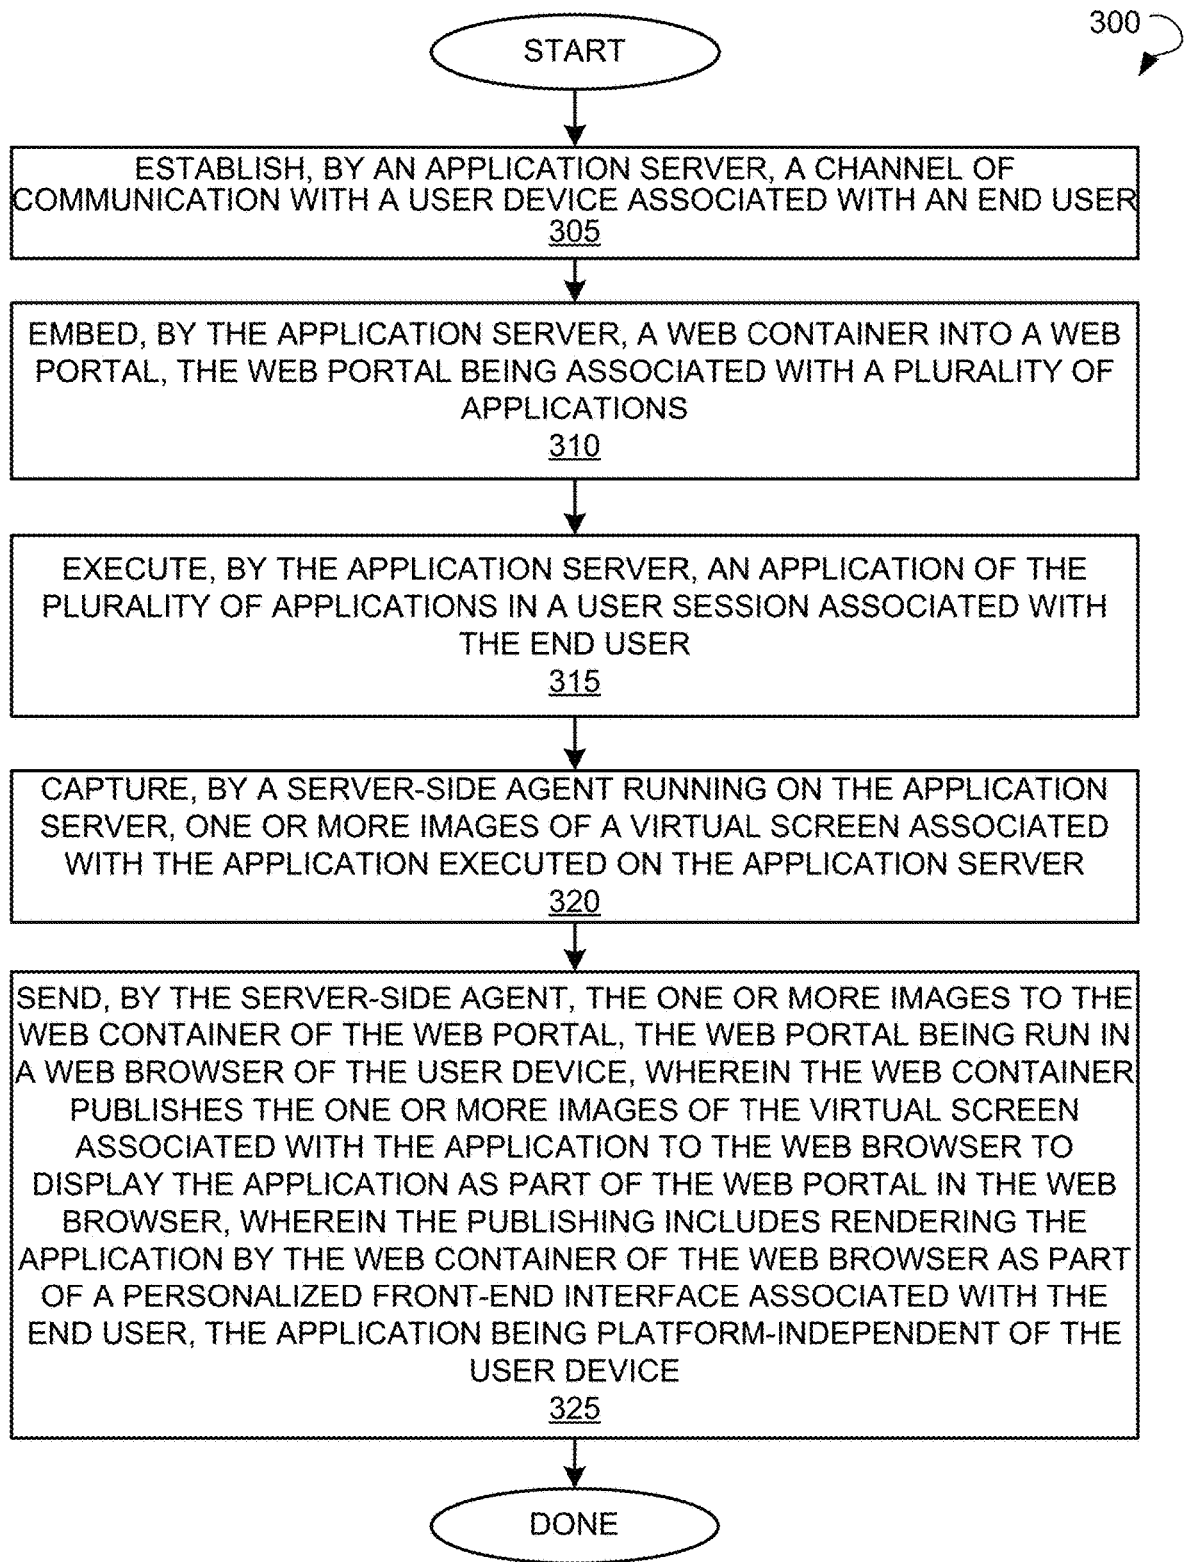 300
START
ESTABLISH, BY AN APPLICATION SERVER, A CHANNEL OF
COMMUNICATION WITH A USER DEVICE ASSOCIATED WITH AN END USER
305
EMBED, BY THE APPLICATION SERVER, A WEB CONTAINER INTO A WEB
PORTAL, THE WEB PORTAL BEING ASSOCIATED WITH A PLURALITY OF
APPLICATIONS
310
EXECUTE, BY THE APPLICATION SERVER, AN APPLICATION OF THE
PLURALITY OF APPLICATIONS IN A USER SESSION ASSOCIATED WITH
THE END USER
315
CAPTURE, BY A SERVER-SIDE AGENT RUNNING ON THE APPLICATION
SERVER, ONE OR MORE IMAGES OF A VIRTUAL SCREEN ASSOCIATED
WITH THE APPLICATION EXECUTED ON THE APPLICATION SERVER
320
SEND, BY THE SERVER-SIDE AGENT, THE ONE OR MORE IMAGES TO THE
WEB CONTAINER OF THE WEB PORTAL, THE WEB PORTAL BEING RUN IN
A WEB BROWSER OF THE USER DEVICE, WHEREIN THE WEB CONTAINER
PUBLISHES THE ONE OR MORE IMAGES OF THE VIRTUAL SCREEN
ASSOCIATED WITH THE APPLICATION TO THE WEB BROWSER TO
DISPLAY THE APPLICATION AS PART OF THE WEB PORTAL IN THE WEB
BROWSER, WHEREIN THE PUBLISHING INCLUDES RENDERING THE
APPLICATION BY THE WEB CONTAINER OF THE WEB BROWSER AS PART
OF A PERSONALIZED FRONT-END INTERFACE ASSOCIATED WITH THE
END USER, THE APPLICATION BEING PLATFORM-INDEPENDENT OF THE
USER DEVICE
325
DONE